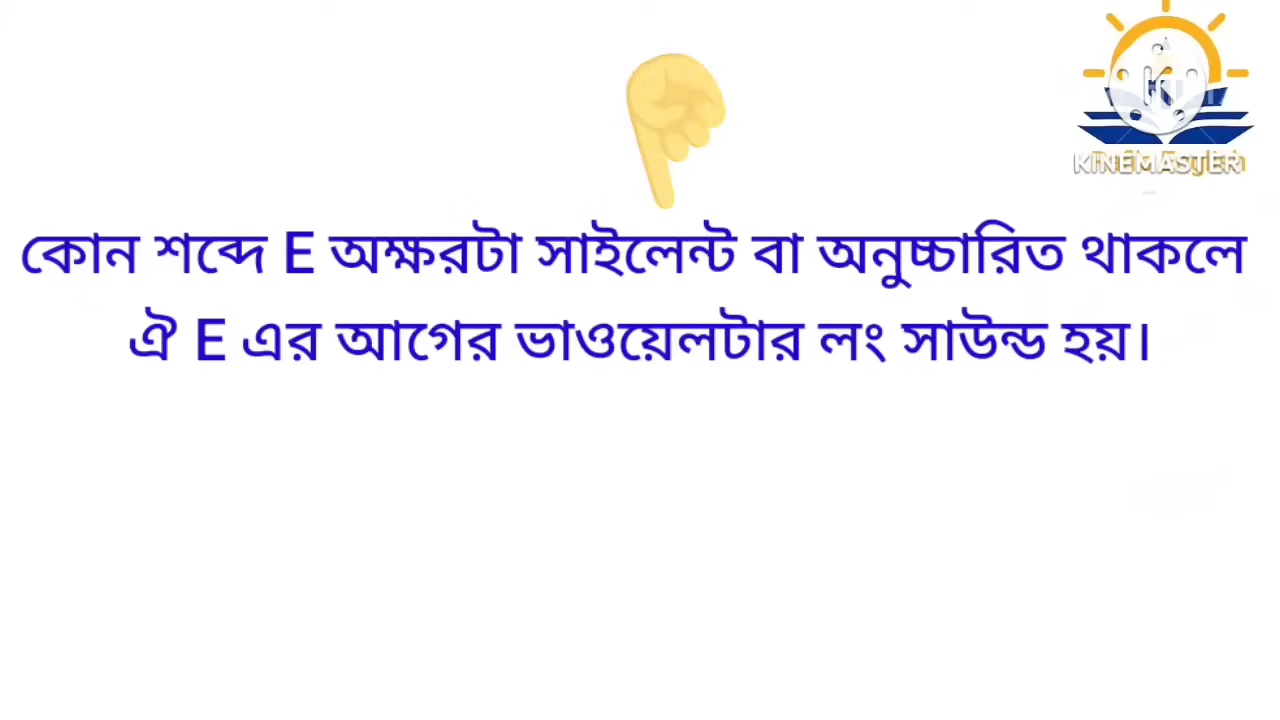 KINEMASTER
কোন শব্দে E অক্ষরটা সাইলেন্ট বা অনুচ্চারিত থাকলে
ঐ E এর আগের ভাওয়েলটার লং সাউন্ড হয়।